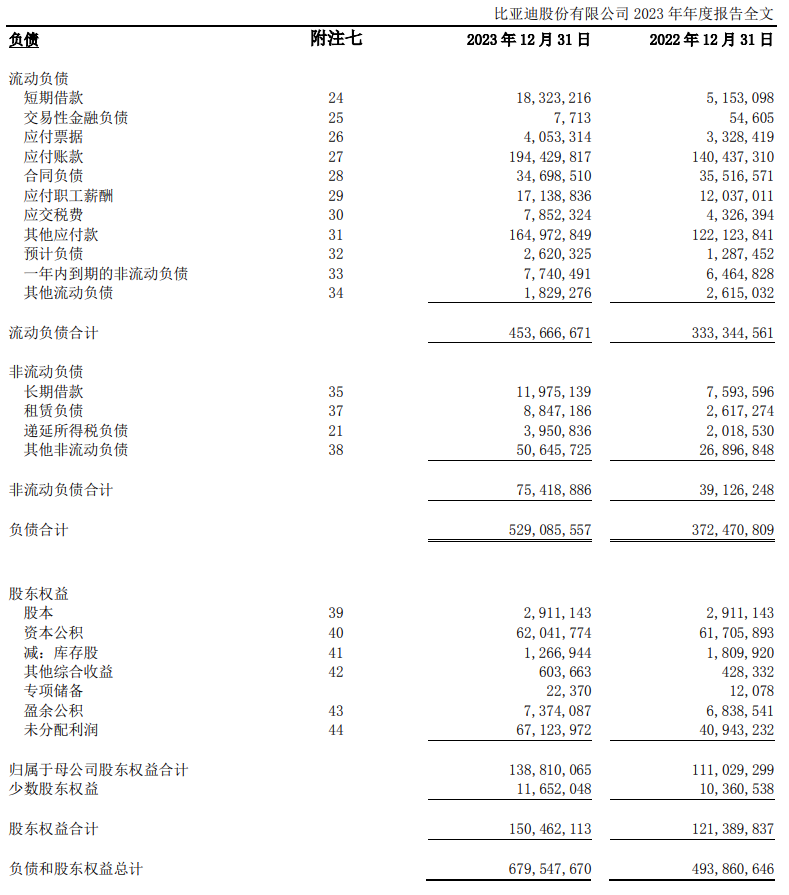 比亚迪股份有限公司 2023 年年度报告全文
负债 附注七 2023 年 12 月 31 日 2022 年 12 月 31 日
流动负债
短期借款 24 18,323,216 5,153,098
交易性金融负债 25 7,713 54,605
应付票据 26 4,053,314 3,328,419
应付账款 27 194,429,817 140,437,310
合同负债 28 34,698,510 35,516,571
应付职工薪酬 29 17,138,836 12,037,011
应交税费 30 7,852,324 4,326,394
其他应付款 31 164,972,849 122,123,841
预计负债 32 2,620,325 1,287,452
一年内到期的非流动负债 33 7,740,491 6,464,828
其他流动负债 34 1,829,276 2,615,032
流动负债合计 453,666,671 333,344,561
非流动负债
长期借款 35 11,975,139 7,593,596
租赁负债 37 8,847,186 2,617,274
递延所得税负债 21 3,950,836 2,018,530
其他非流动负债 38 50,645,725 26,896,848
非流动负债合计 75,418,886 39,126,248
负债合计 529,085,557 372,470,809
股东权益
股本 39 2,911,143 2,911,143
资本公积 40 62,041,774 61,705,893
减：库存股 41 1,266,944 1,809,920
其他综合收益 42 603,663 428,332
专项储备 22,370 12,078
盈余公积 43 7,374,087 6,838,541
未分配利润 44 67,123,972 40,943,232
归属于母公司股东权益合计 138,810,065 111,029,299
少数股东权益 11,652,048 10,360,538
股东权益合计 150,462,113 121,389,837
负债和股东权益总计 679,547,670 493,860,646